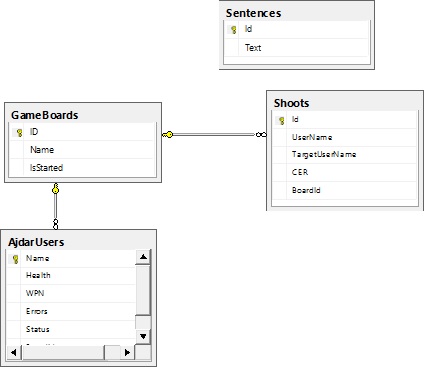 Sentences
Id
Text
GameBoards
ID
Name
IsStarted
Shoots
Id
UserName
TargetUserName
CER
BoardId
AjdarUsers
Name
Health
WPN
Errors
Status